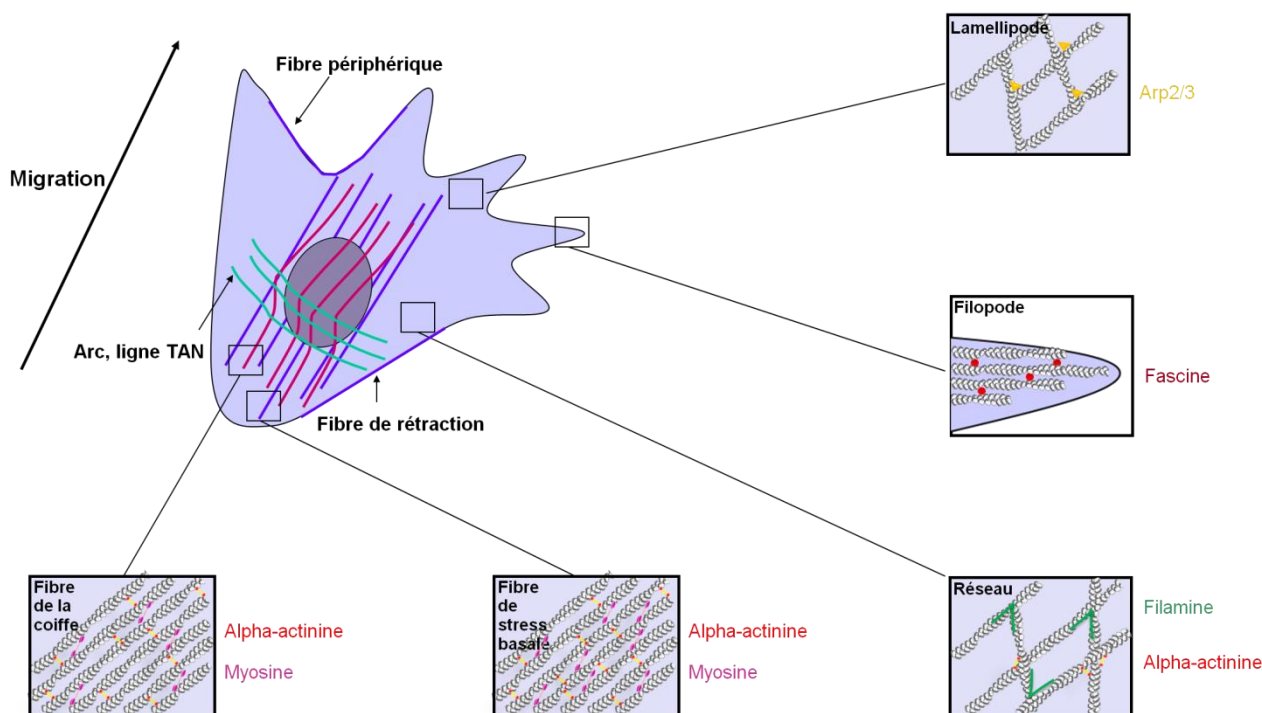 Lamellipode
Arp2/3
Fibre périphérique
Migration
Filopode
Fascine
Arc, ligne TAN
Fibre de rétraction
Fibre
de la
coiffe
Alpha-actinine
Myosine
Fibre
de
stress
basale
Alpha-actinine
Myosine
Réseau
Filamine
Alpha-actinine